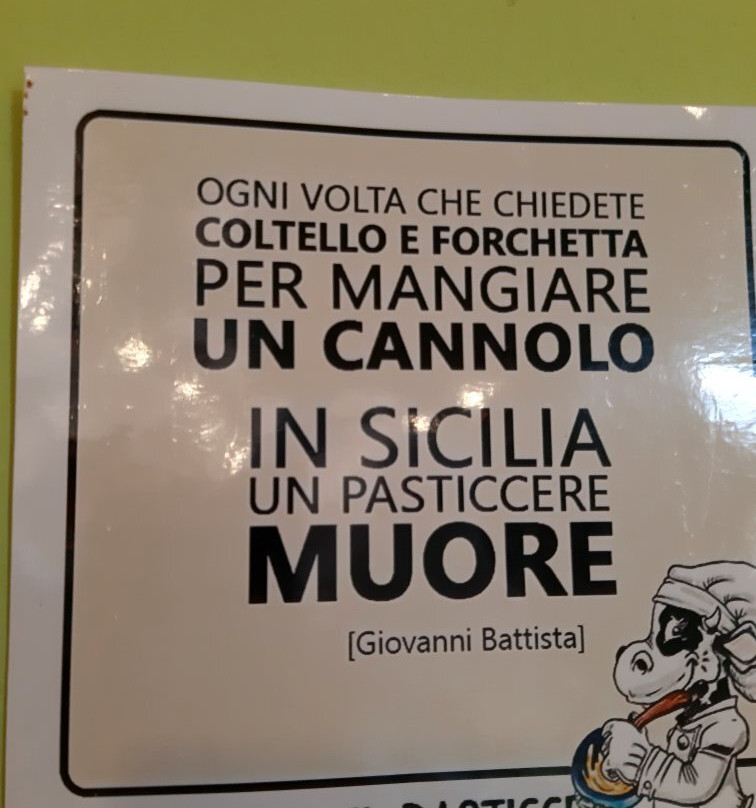 OGNI VOLTA CHE CHIEDETE
COLTELLO E FORCHETTA
PER MANGIARE
UN CANNOLO
IN SICILIA
UN PASTICCERE
MUORE
[Giovanni Battista]